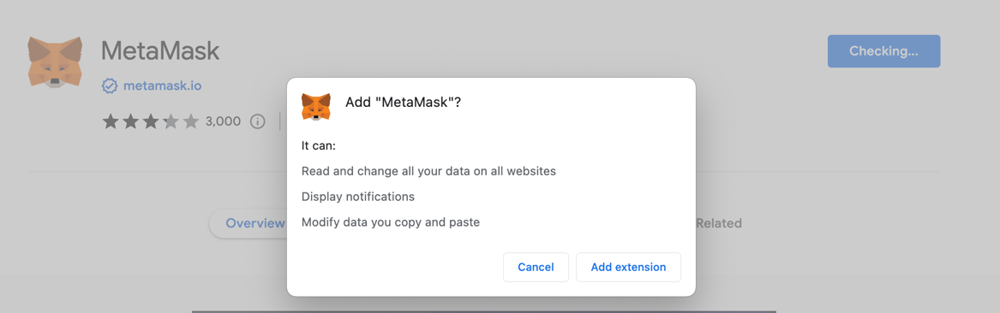 MetaMask
Checking...
metamask.io
3,000
Add "MetaMask"?
It can:
Read and change all your data on all websites
Display notifications
Modify data you copy and paste
Overview
Related
Cancel
Add extension